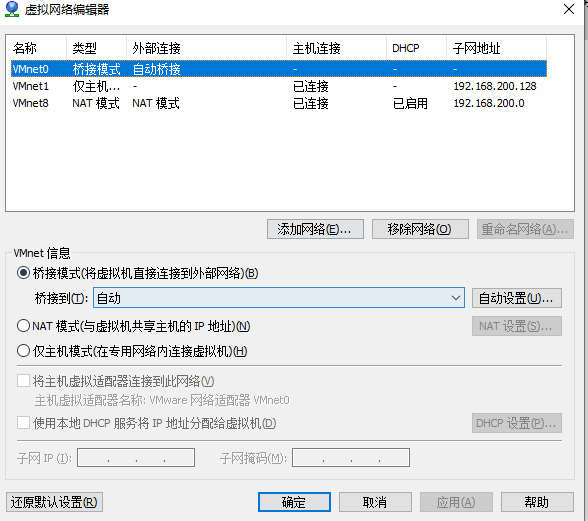 虚拟网络编辑器
名称 类型 外部连接 主机连接 DHCP 子网地址
VMnet0 桥接模式 自动桥接 - - -
VMnet1 仅主机... - 已连接 - 192.168.200.128
VMnet8 NAT 模式 NAT 模式 已连接 已启用 192.168.200.0
添加网络(E)... 移除网络(O) 重命名网络(A)...
VMnet 信息
桥接模式(将虚拟机直接连接到外部网络)(B)
桥接到(T): 自动 自动设置(U)...
NAT 模式(与虚拟机共享主机的 IP 地址)(N) NAT 设置(S)...
仅主机模式(在专用网络内连接虚拟机)(H)
将主机虚拟适配器连接到此网络(V)
主机虚拟适配器名称: VMware 网络适配器 VMnet0
使用本地 DHCP 服务将 IP 地址分配给虚拟机(D) DHCP 设置(P)...
子网 IP (I): . . . 子网掩码(M): . . .
还原默认设置(R) 确定 取消 应用(A) 帮助